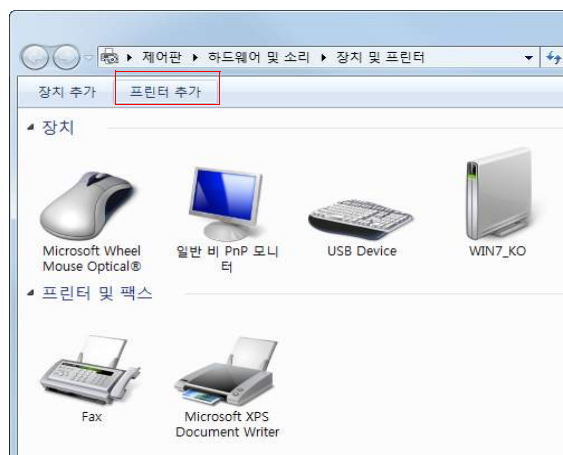 제어판 ▸ 하드웨어 및 소리 ▸ 장치 및 프린터
장치 추가 프린터 추가
장치
Microsoft Wheel
Mouse Optical®
일반 비 PnP 모니
터
USB Device
WIN7_KO
프린터 및 팩스
Fax
Microsoft XPS
Document Writer